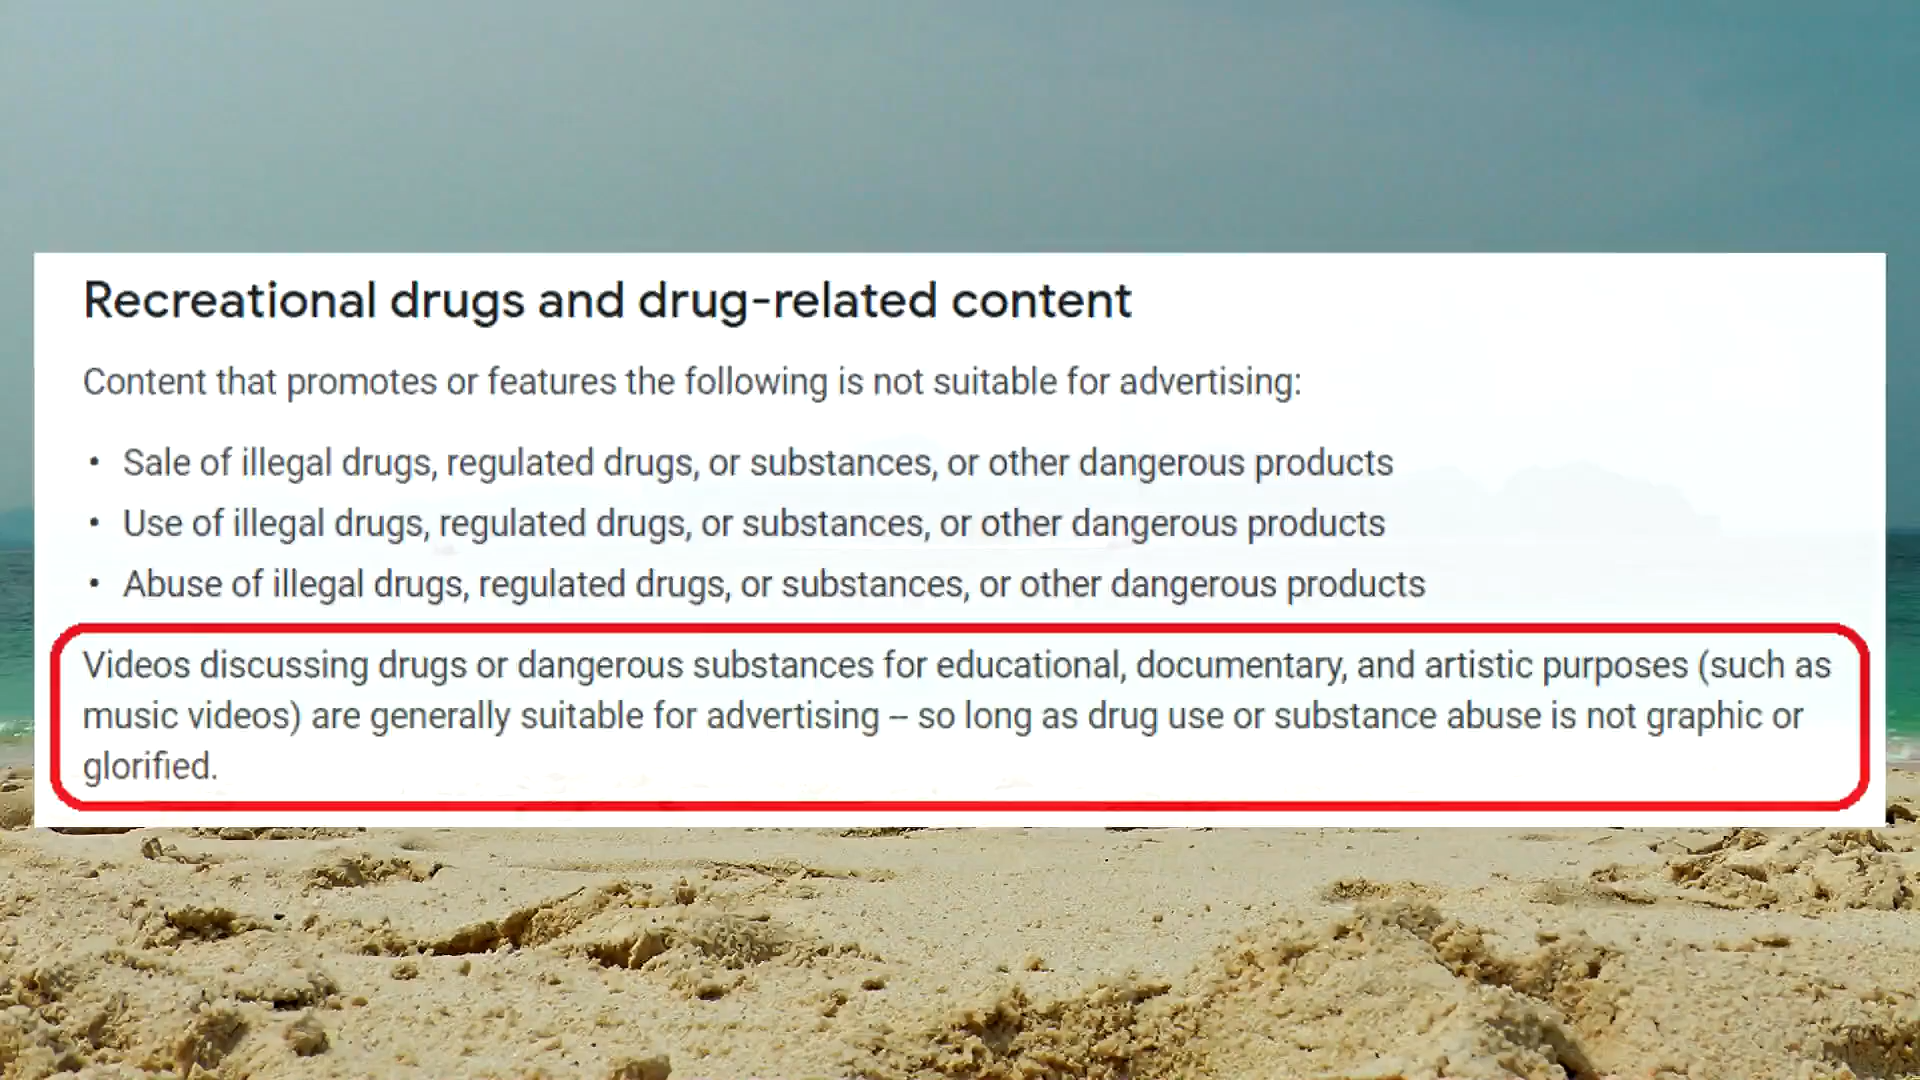 Recreational drugs and drug-related content
Content that promotes or features the following is not suitable for advertising:
• Sale of illegal drugs, regulated drugs, or substances, or other dangerous products
• Use of illegal drugs, regulated drugs, or substances, or other dangerous products
• Abuse of illegal drugs, regulated drugs, or substances, or other dangerous products
Videos discussing drugs or dangerous substances for educational, documentary, and artistic purposes (such as
music videos) are generally suitable for advertising – so long as drug use or substance abuse is not graphic or
glorified.